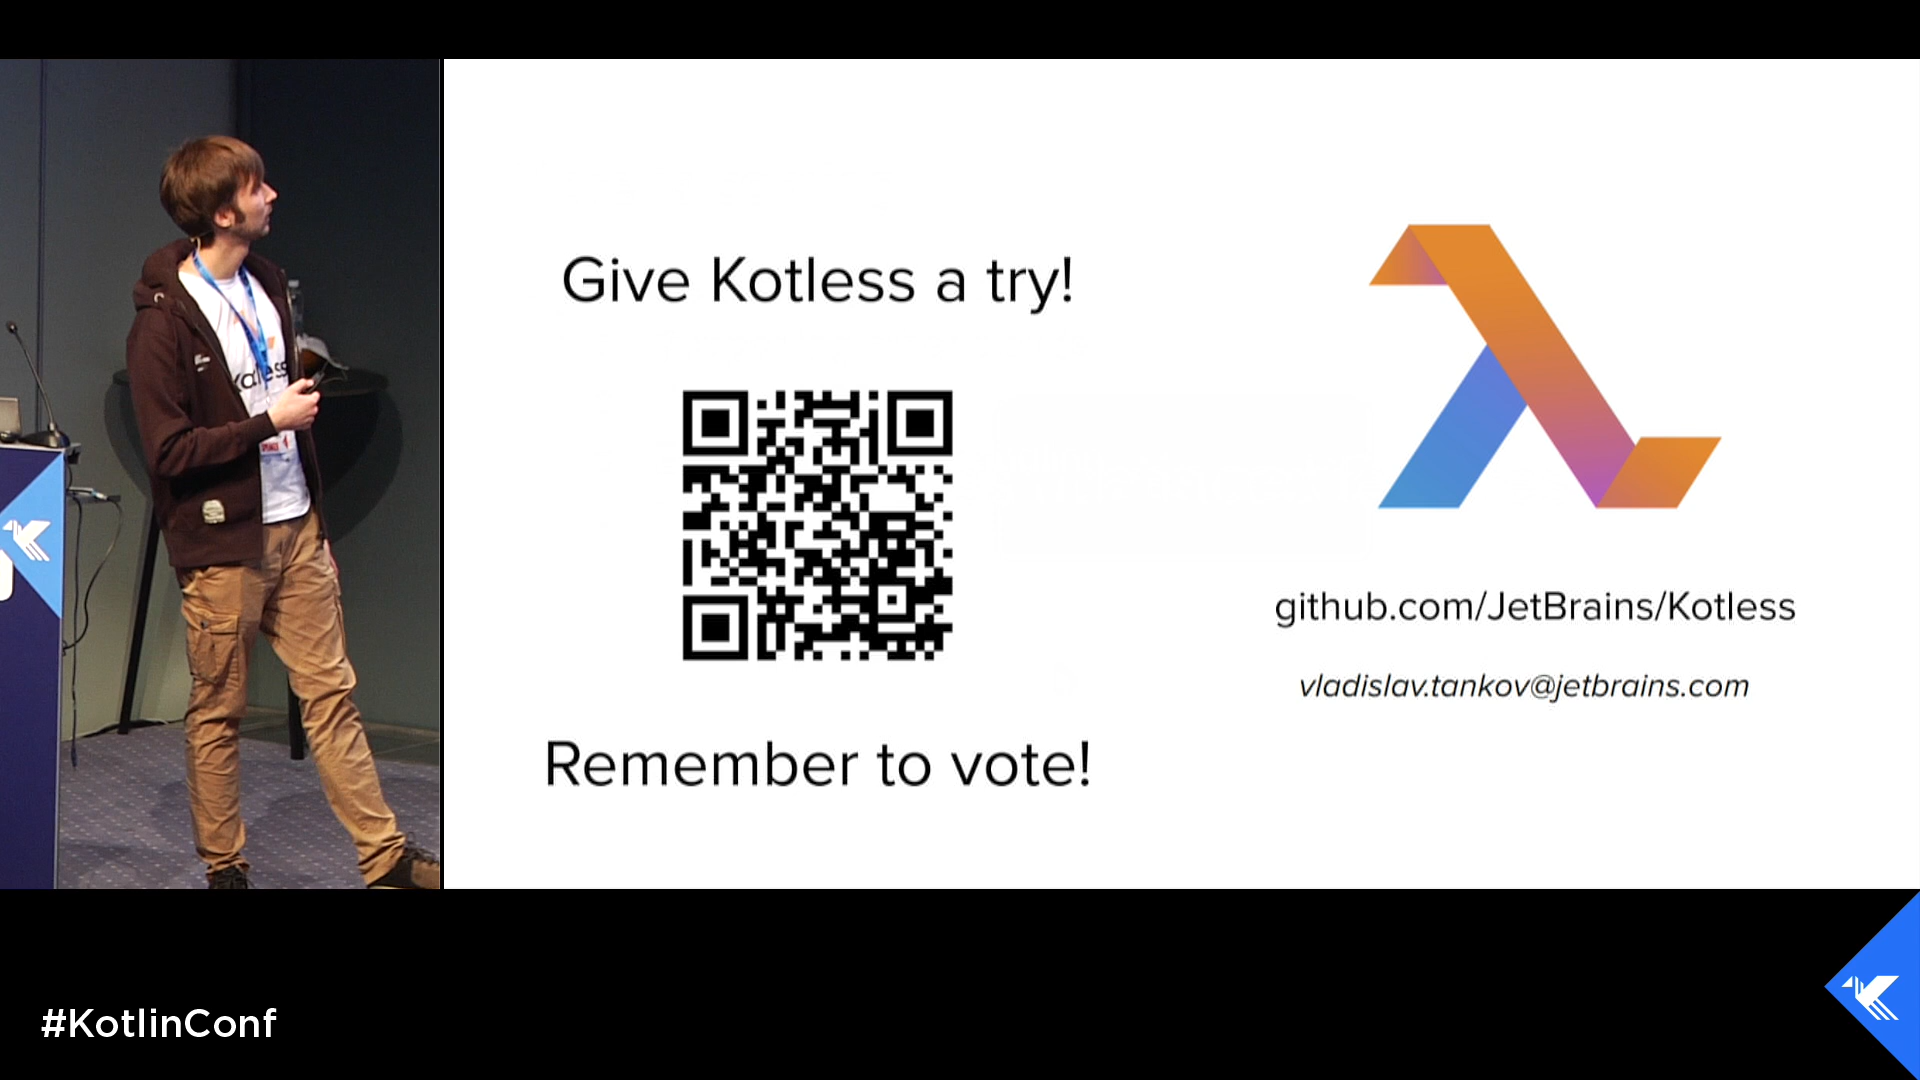 Give Kotless a try!
Remember to vote!
github.com/JetBrains/Kotless
vladislav.tankov@jetbrains.com
#KotlinConf